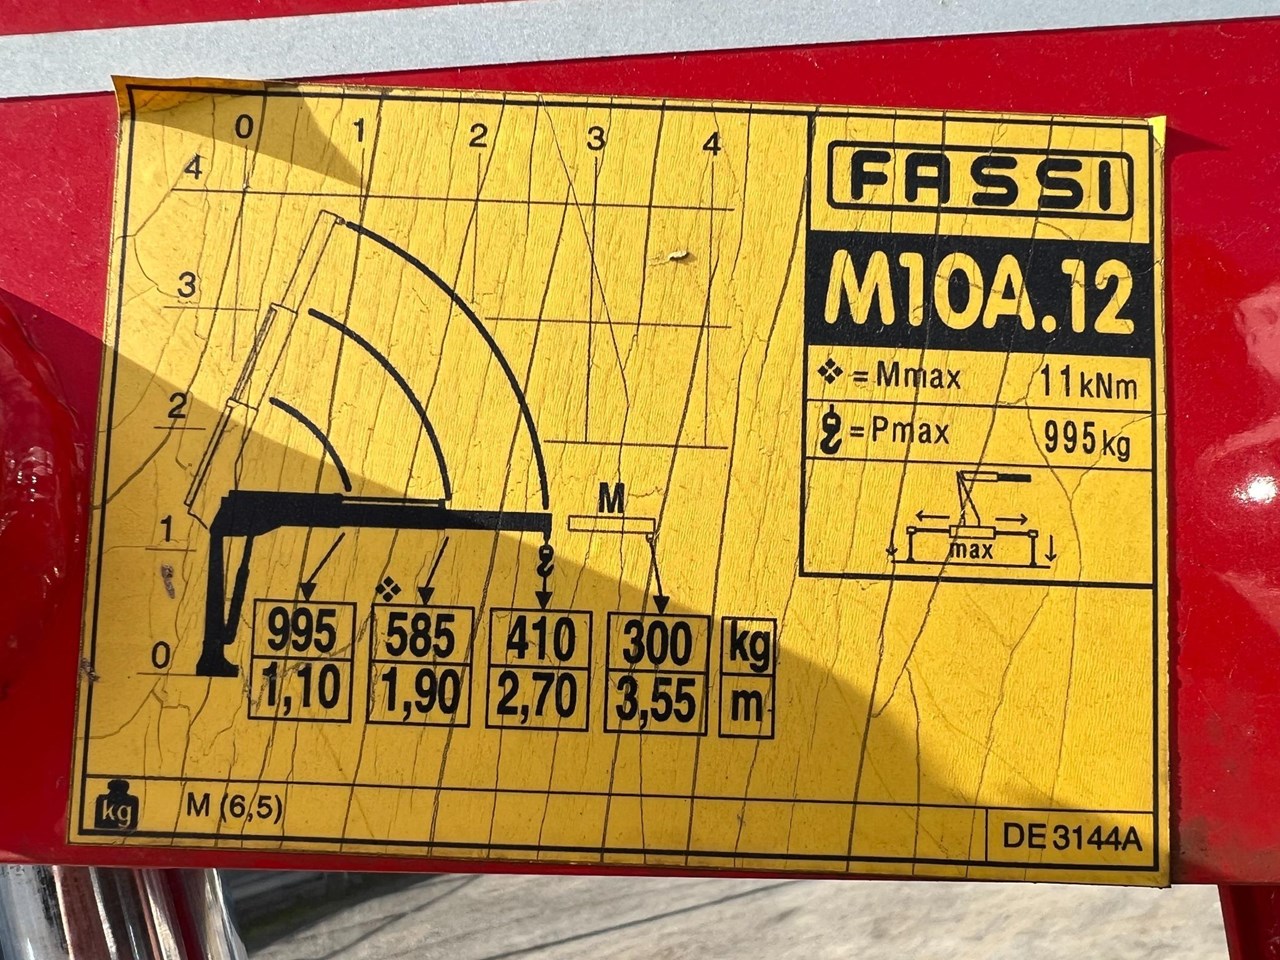 0 1 2 3 4
4
3
2
1
0
M
995 585 410 300 kg
1,10 1,90 2,70 3,55 m
FASSI
M10A.12
❖ = Mmax 11 kNm
= Pmax 995 kg
max
kg M (6,5)
DE 3144A